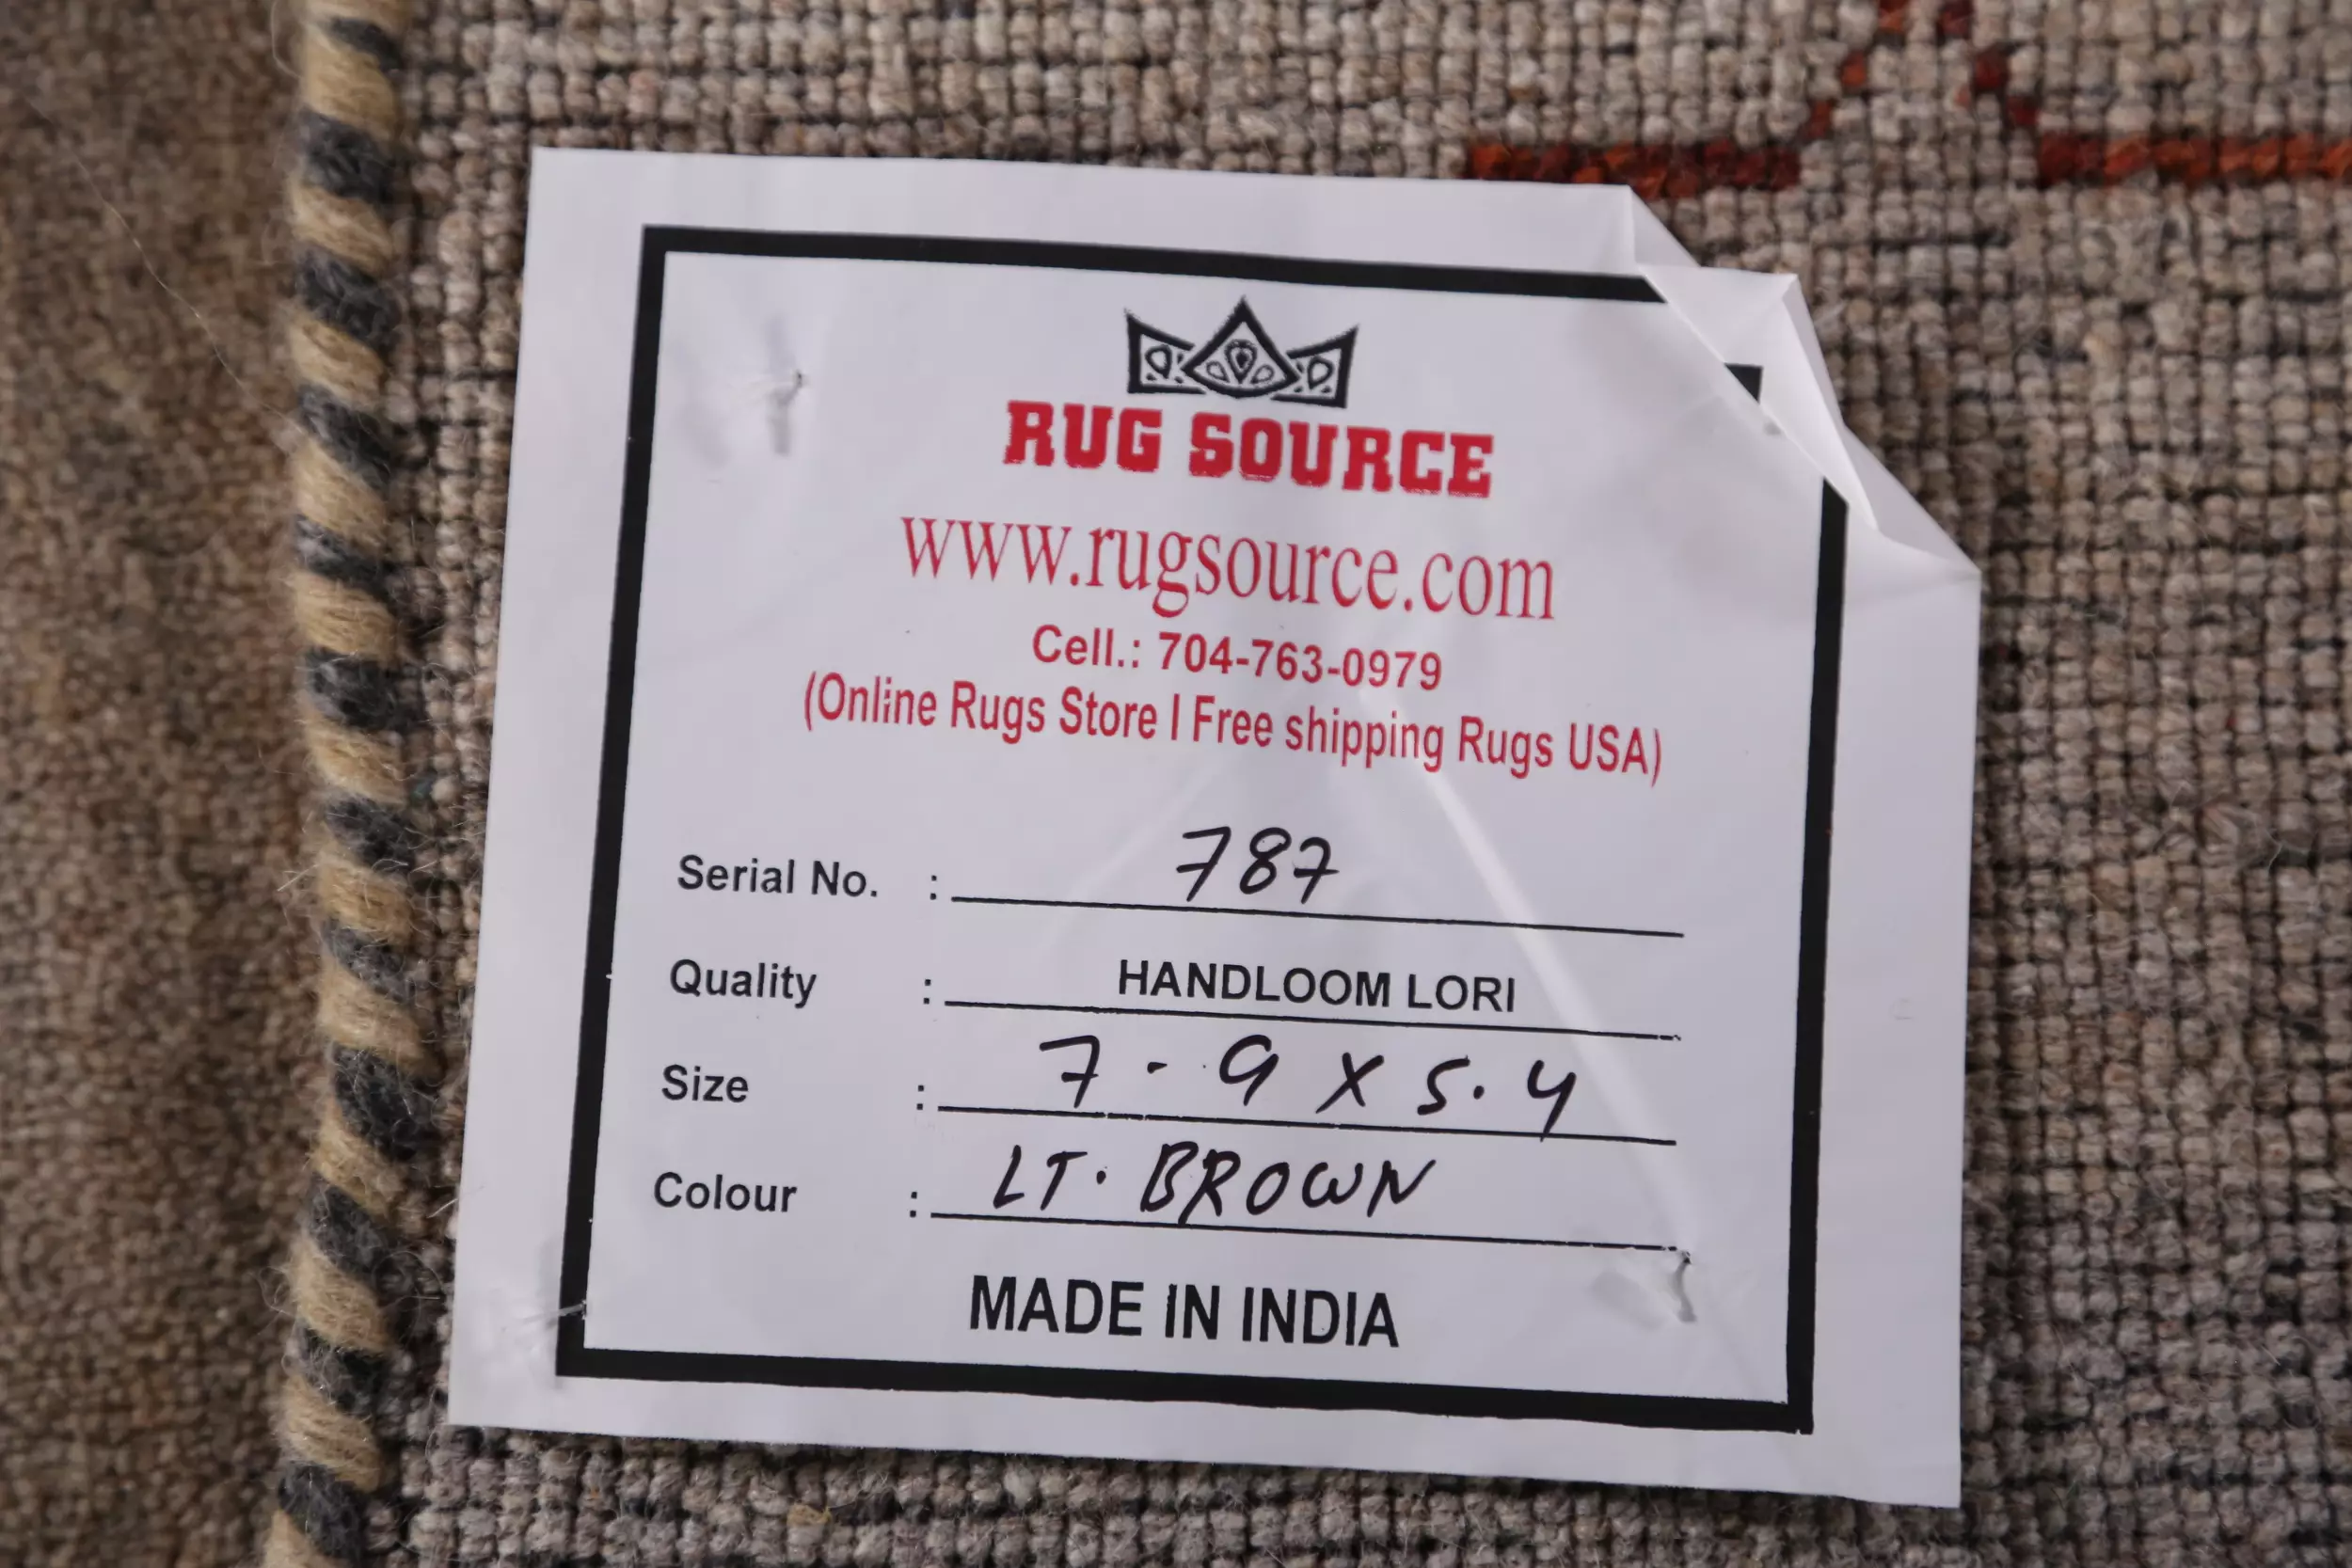 RUG SOURCE
www.rugsource.com
Cell.: 704-763-0979
(Online Rugs Store I Free shipping Rugs USA)
Serial No. : 787
Quality : HANDLOOM LORI
Size : 7 - 9 X 5.4
Colour : LT. BROWN
MADE IN INDIA